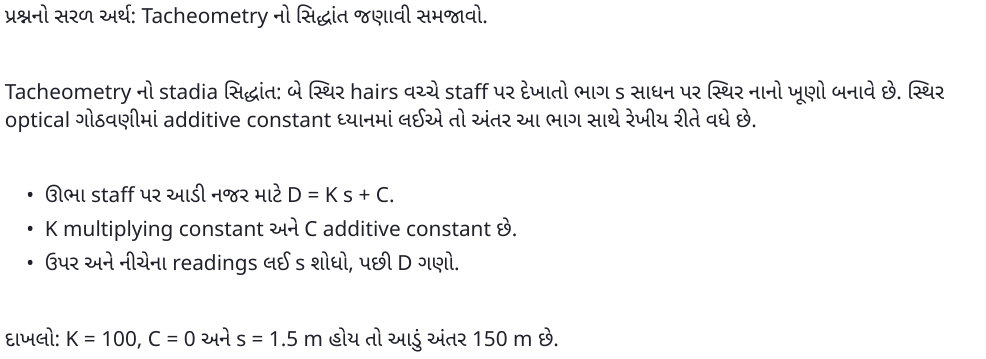 પ્રશ્નનો સરળ અર્થ: Tacheometry નો સિદ્ધાંત જણાવી સમજાવો.
Tacheometry નો stadia સિદ્ધાંત: બે સ્થિર hairs વચ્ચે staff પર દેખાતો ભાગ s સાધન પર સ્થિર નાનો ખૂણો બનાવે છે. સ્થિર
optical ગોઠવણીમાં additive constant ધ્યાનમાં લઈએ તો અંતર આ ભાગ સાથે રેખીય રીતે વધે છે.
• ઊભા staff પર આડી નજર માટે D = K s + C.
• K multiplying constant અને C additive constant છે.
• ઉપર અને નીચેના readings લઈ s શોધો, પછી D ગણો.
દાખલો: K = 100, C = 0 અને s = 1.5 m હોય તો આડું અંતર 150 m છે.